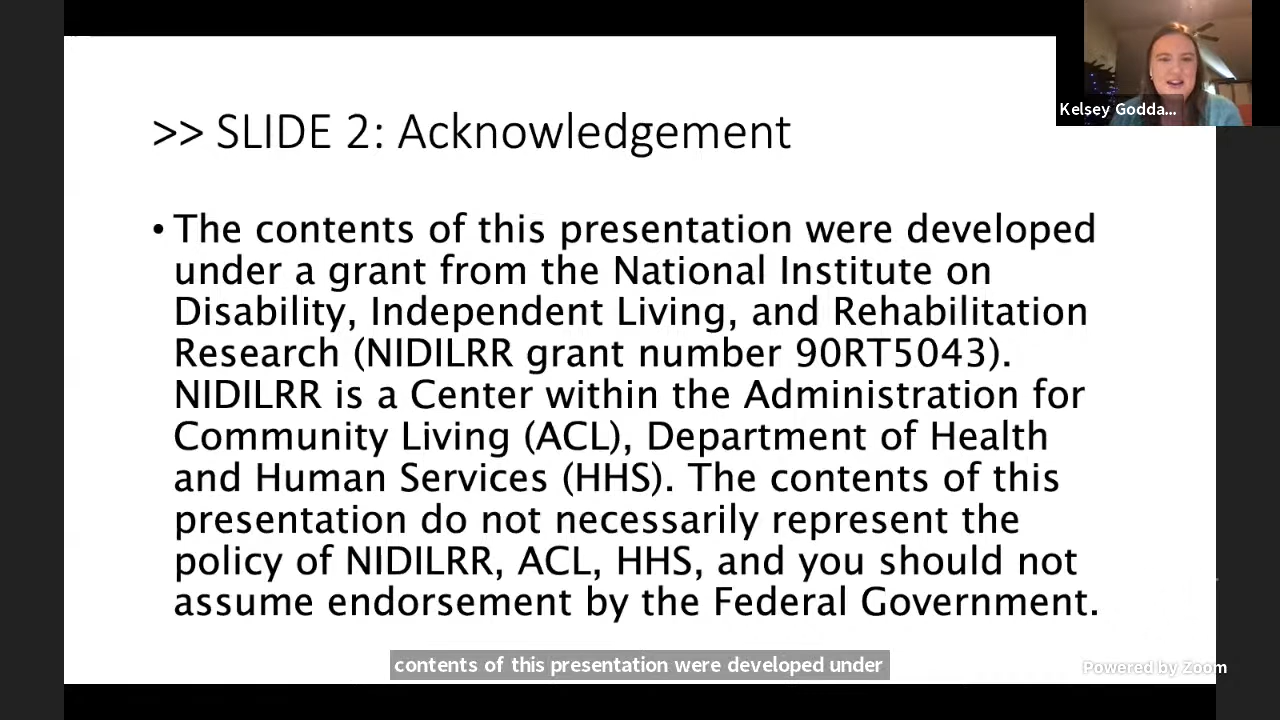 Kelsey Godda...
>> SLIDE 2: Acknowledgement
• The contents of this presentation were developed
under a grant from the National Institute on
Disability, Independent Living, and Rehabilitation
Research (NIDILRR grant number 90RT5043).
NIDILRR is a Center within the Administration for
Community Living (ACL), Department of Health
and Human Services (HHS). The contents of this
presentation do not necessarily represent the
policy of NIDILRR, ACL, HHS, and you should not
assume endorsement by the Federal Government.
contents of this presentation were developed under
Powered by Zoom